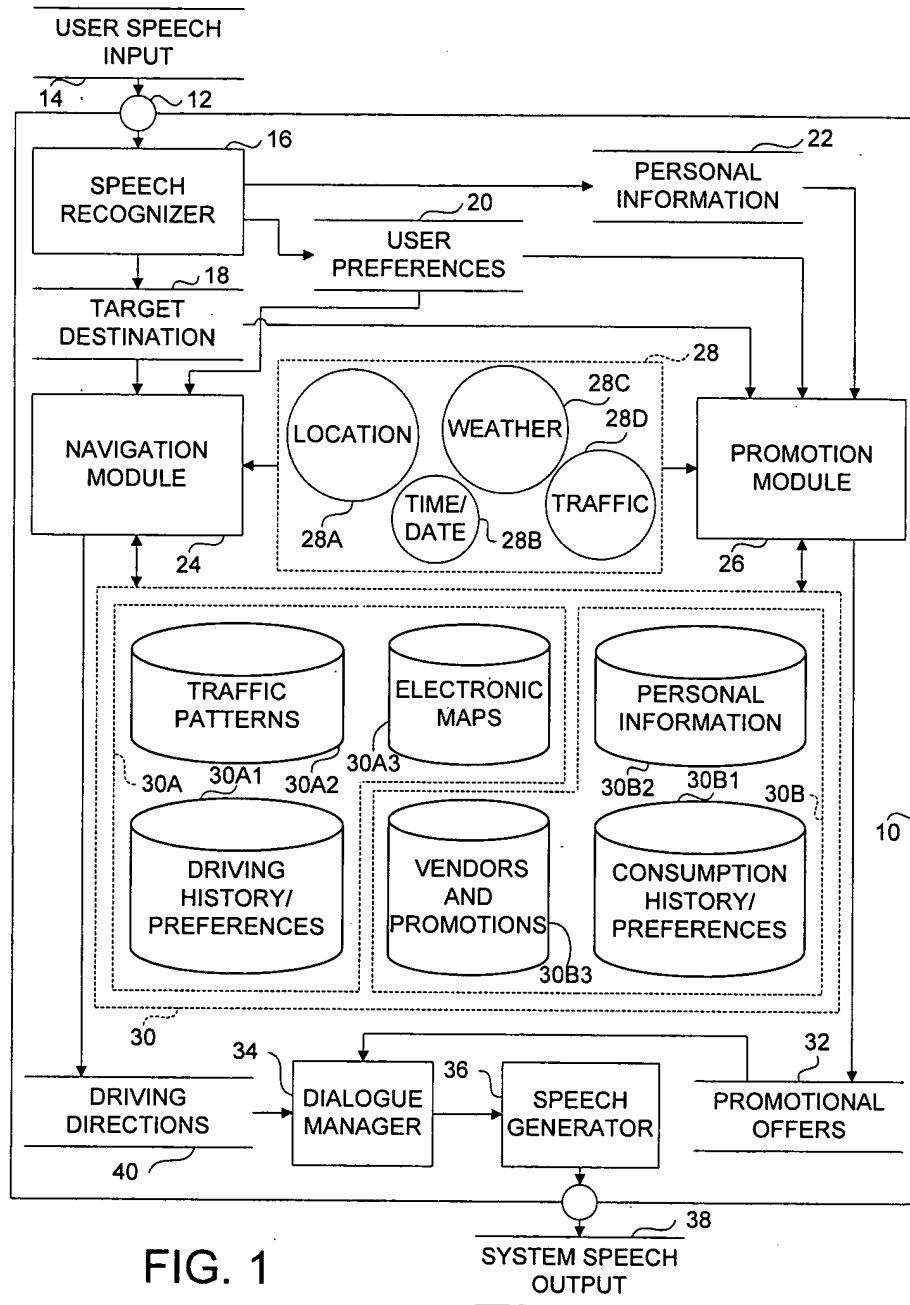 USER SPEECH
INPUT
14
12
16
SPEECH
RECOGNIZER
22
PERSONAL
INFORMATION
20
USER
PREFERENCES
18
TARGET
DESTINATION
28
NAVIGATION
MODULE
24
LOCATION
28A
TIME/
DATE
28B
WEATHER
28C
28D
TRAFFIC
PROMOTION
MODULE
26
TRAFFIC
PATTERNS
ELECTRONIC
MAPS
PERSONAL
INFORMATION
30A
30A1
30A2
30A3
30B2
30B1
30B
10
DRIVING
HISTORY/
PREFERENCES
VENDORS
AND
PROMOTIONS
30B3
CONSUMPTION
HISTORY/
PREFERENCES
30
DRIVING
DIRECTIONS
40
34
DIALOGUE
MANAGER
36
SPEECH
GENERATOR
32
PROMOTIONAL
OFFERS
38
SYSTEM SPEECH
OUTPUT
FIG. 1